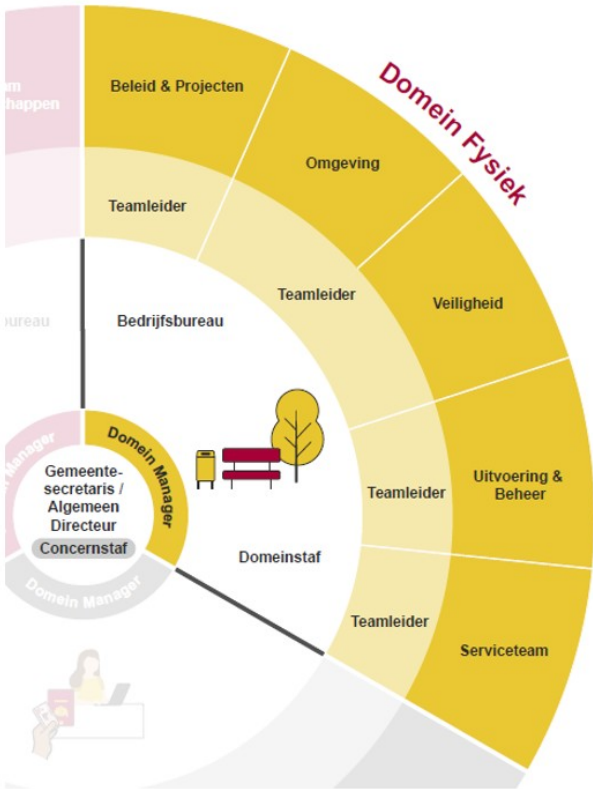 Domein Fysiek
Beleid & Projecten
Omgeving
Veiligheid
Uitvoering &
Beheer
Serviceteam
Teamleider
Teamleider
Teamleider
Teamleider
Bedrijfsbureau
Domeinstaf
Domein Manager
Gemeente-
secretaris /
Algemeen
Directeur
Concernstaf
Manager
Domein Manager